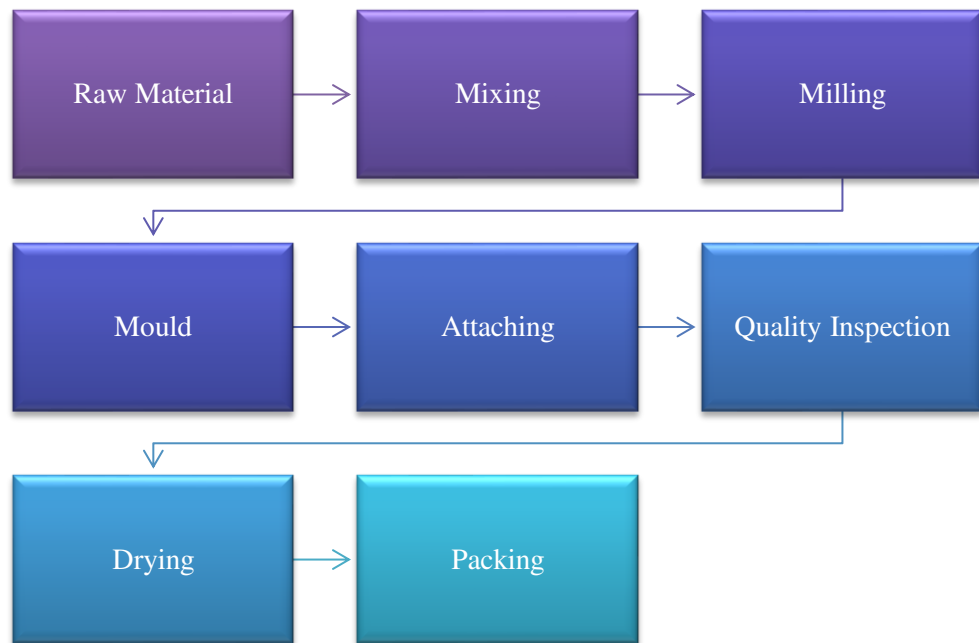 Raw Material
Mixing
Milling
Mould
Attaching
Quality Inspection
Drying
Packing